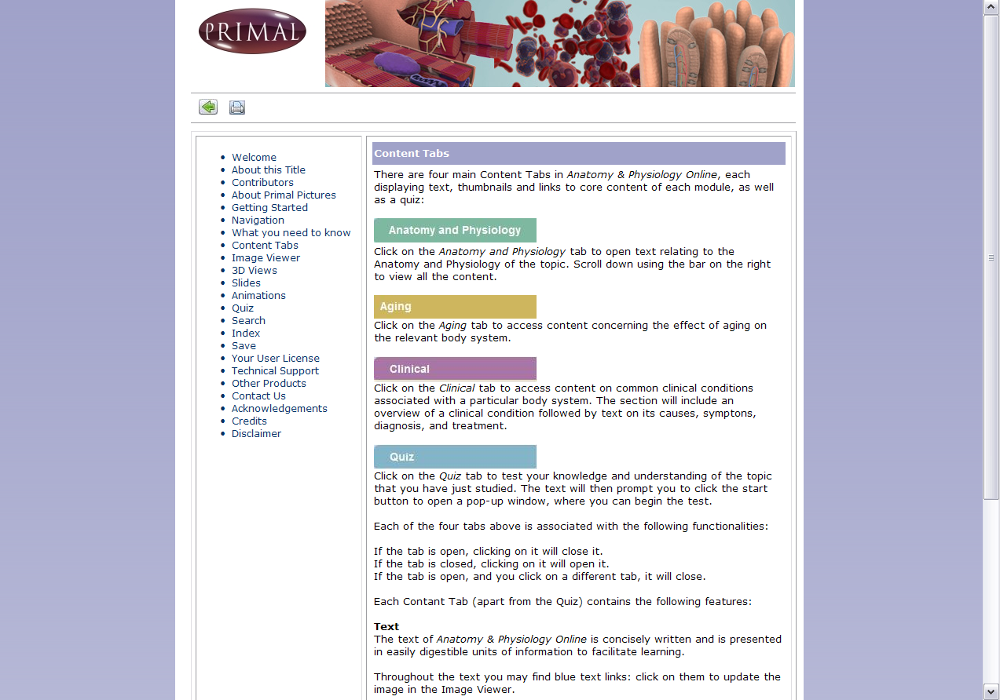 PRIMAL
Welcome
About this Title
Contributors
About Primal Pictures
Getting Started
Navigation
What you need to know
Content Tabs
Image Viewer
3D Views
Slides
Animations
Quiz
Search
Index
Save
Your User License
Technical Support
Other Products
Contact Us
Acknowledgements
Credits
Disclaimer
Content Tabs
There are four main Content Tabs in Anatomy & Physiology Online, each
displaying text, thumbnails and links to core content of each module, as well
as a quiz:
Anatomy and Physiology
Click on the Anatomy and Physiology tab to open text relating to the
Anatomy and Physiology of the topic. Scroll down using the bar on the right
to view all the content.
Aging
Click on the Aging tab to access content concerning the effect of aging on
the relevant body system.
Clinical
Click on the Clinical tab to access content on common clinical conditions
associated with a particular body system. The section will include an
overview of a clinical condition followed by text on its causes, symptons,
diagnosis, and treatment.
Quiz
Click on the Quiz tab to test your knowledge and understanding of the topic
that you have just studied. The text will then prompt you to click the start
button to open a pop-up window, where you can begin the test.
Each of the four tabs above is associated with the following functionalities:
If the tab is open, clicking on it will close it.
If the tab is closed, clicking on it will open it.
If the tab is open, and you click on a different tab, it will close.
Each Contant Tab (apart from the Quiz) contains the following features:
Text
The text of Anatomy & Physiology Online is concisely written and is presented
in easily digestible units of information to facilitate learning.
Throughout the text you may find blue text links: click on them to update the
image in the Image Viewer.